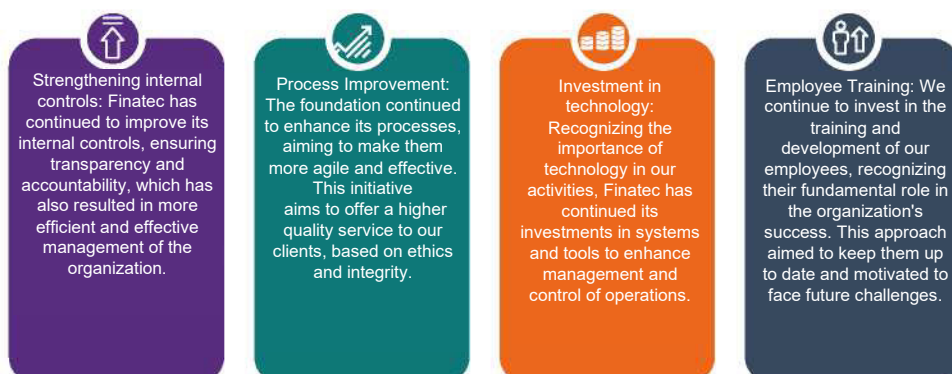 Strengthening internal
controls: Finatec has
continued to improve its
internal controls, ensuring
transparency and
accountability, which has
also resulted in more
efficient and effective
management of the
organization.
Process Improvement:
The foundation continued
to enhance its processes,
aiming to make them
more agile and effective.
This initiative
aims to offer a higher
quality service to our
clients, based on ethics
and integrity.
Investment in
technology:
Recognizing the
importance of
technology in our
activities, Finatec has
continued its
investments in systems
and tools to enhance
management and
control of operations.
Employee Training: We
continue to invest in the
training and
development of our
employees, recognizing
their fundamental role in
the organization's
success. This approach
aimed to keep them up
to date and motivated to
face future challenges.